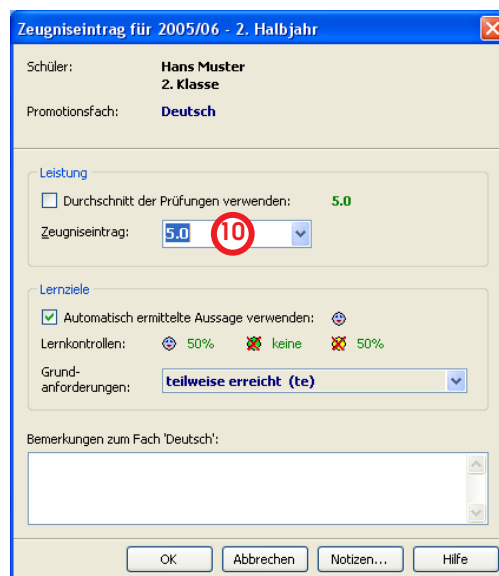 Zeugniseintrag für 2005/06 - 2. Halbjahr
Schüler: Hans Muster
2. Klasse
Promotionsfach: Deutsch
Leistung
Durchschnitt der Prüfungen verwenden: 5.0
Zeugniseintrag: 5.0 10
Lernziele
Automatisch ermittelte Aussage verwenden:
Lernkontrollen: 50% keine 50%
Grund-
anforderungen: teilweise erreicht (te)
Bemerkungen zum Fach 'Deutsch':
OK Abbrechen Notizen... Hilfe